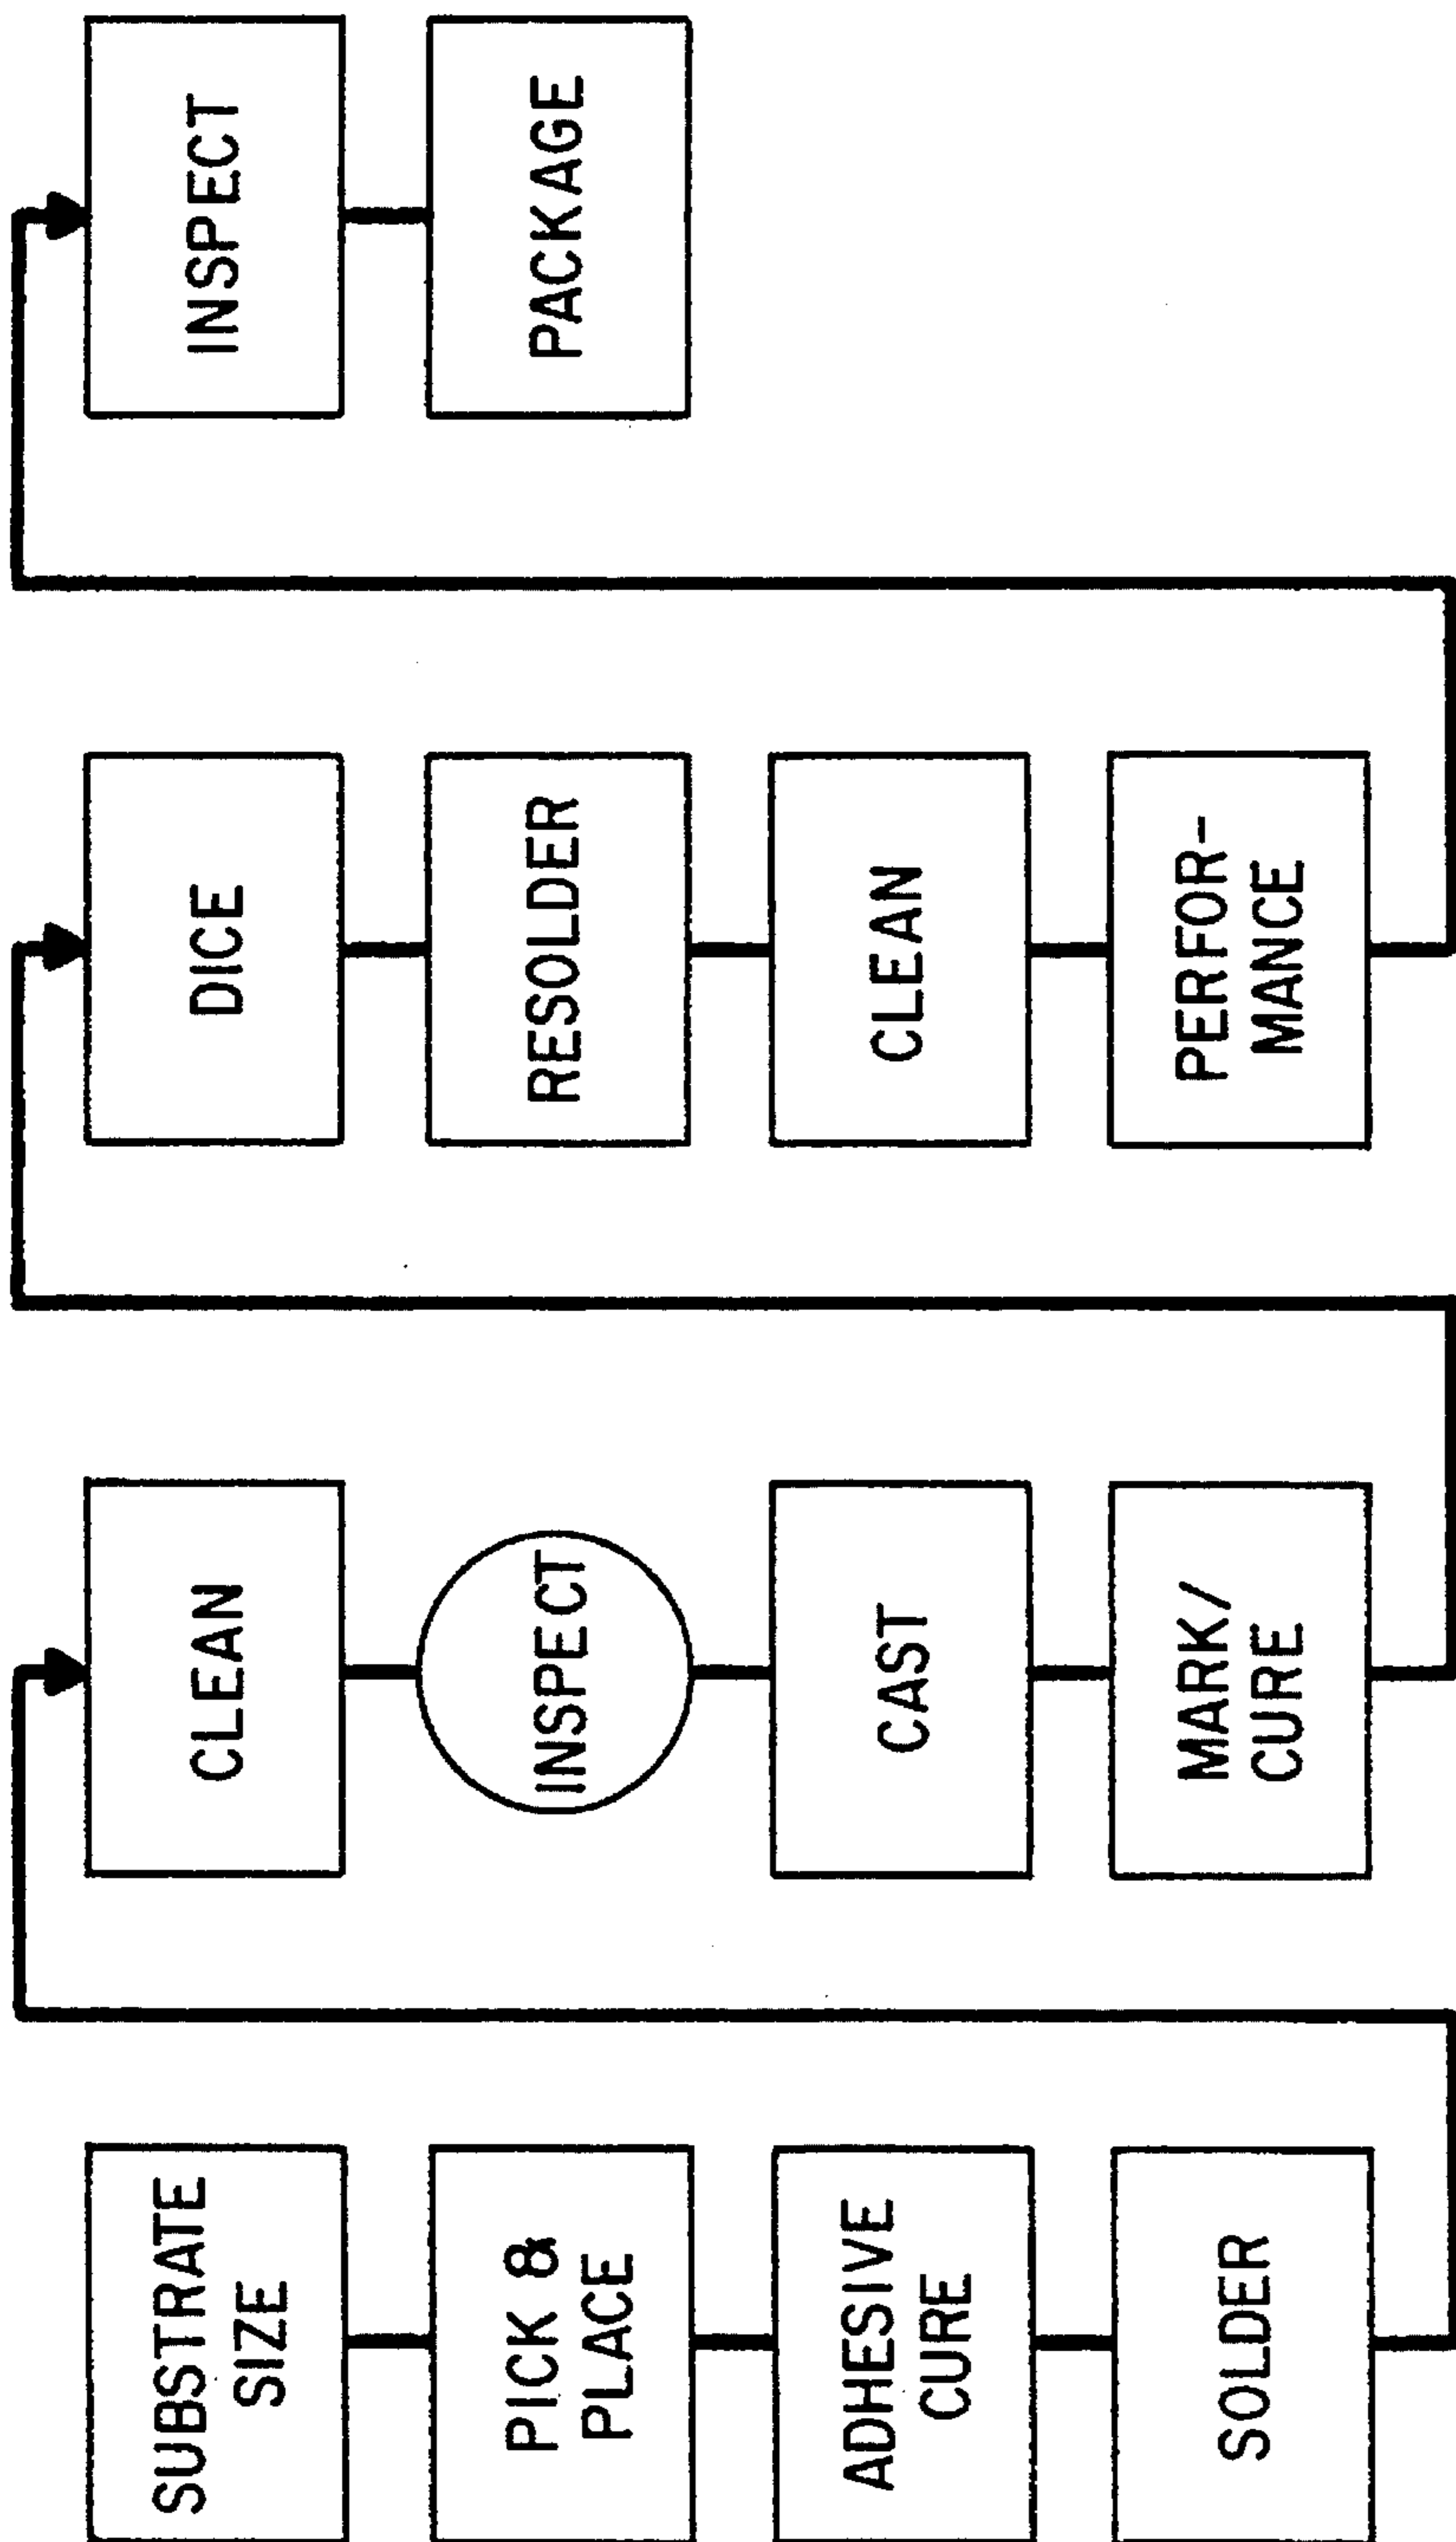 SUBSTRATE
SIZE
PICK &
PLACE
ADHESIVE
CURE
SOLDER
CLEAN
INSPECT
CAST
MARK/
CURE
DICE
RESOLDER
CLEAN
PERFOR-
MANCE
INSPECT
PACKAGE